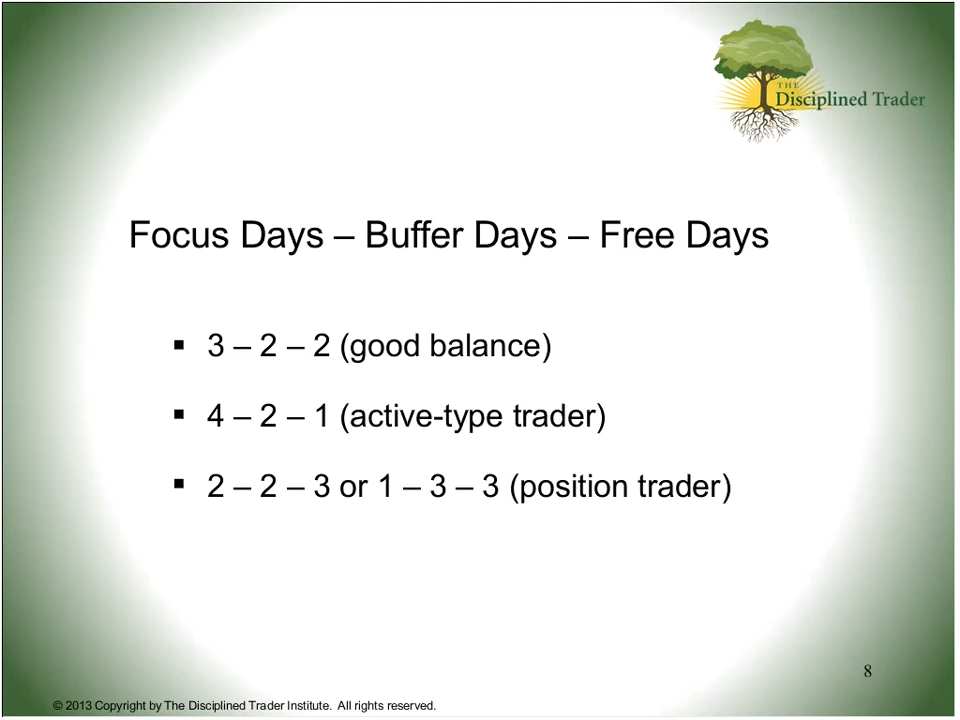 THE
Disciplined Trader
Focus Days – Buffer Days – Free Days
▪ 3 – 2 – 2 (good balance)
▪ 4 – 2 – 1 (active-type trader)
▪ 2 – 2 – 3 or 1 – 3 – 3 (position trader)
8
© 2013 Copyright by The Disciplined Trader Institute. All rights reserved.